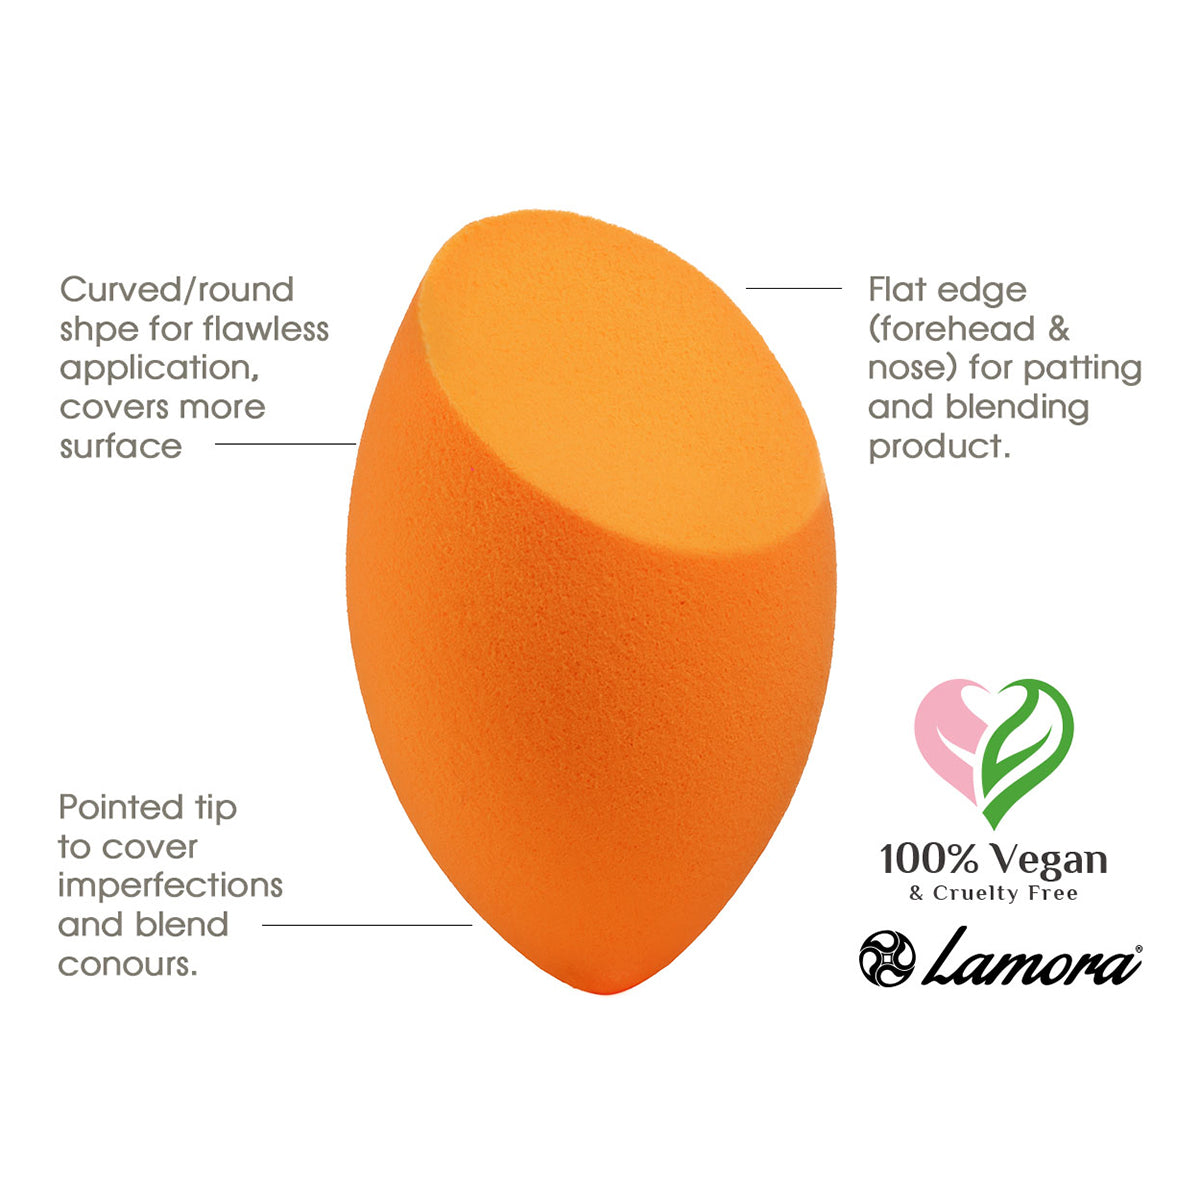 Curved/round
shpe for flawless
application,
covers more
surface
Flat edge
(forehead &
nose) for patting
and blending
product.
Pointed tip
to cover
imperfections
and blend
conours.
100% Vegan
& Cruelty Free
Lamora®